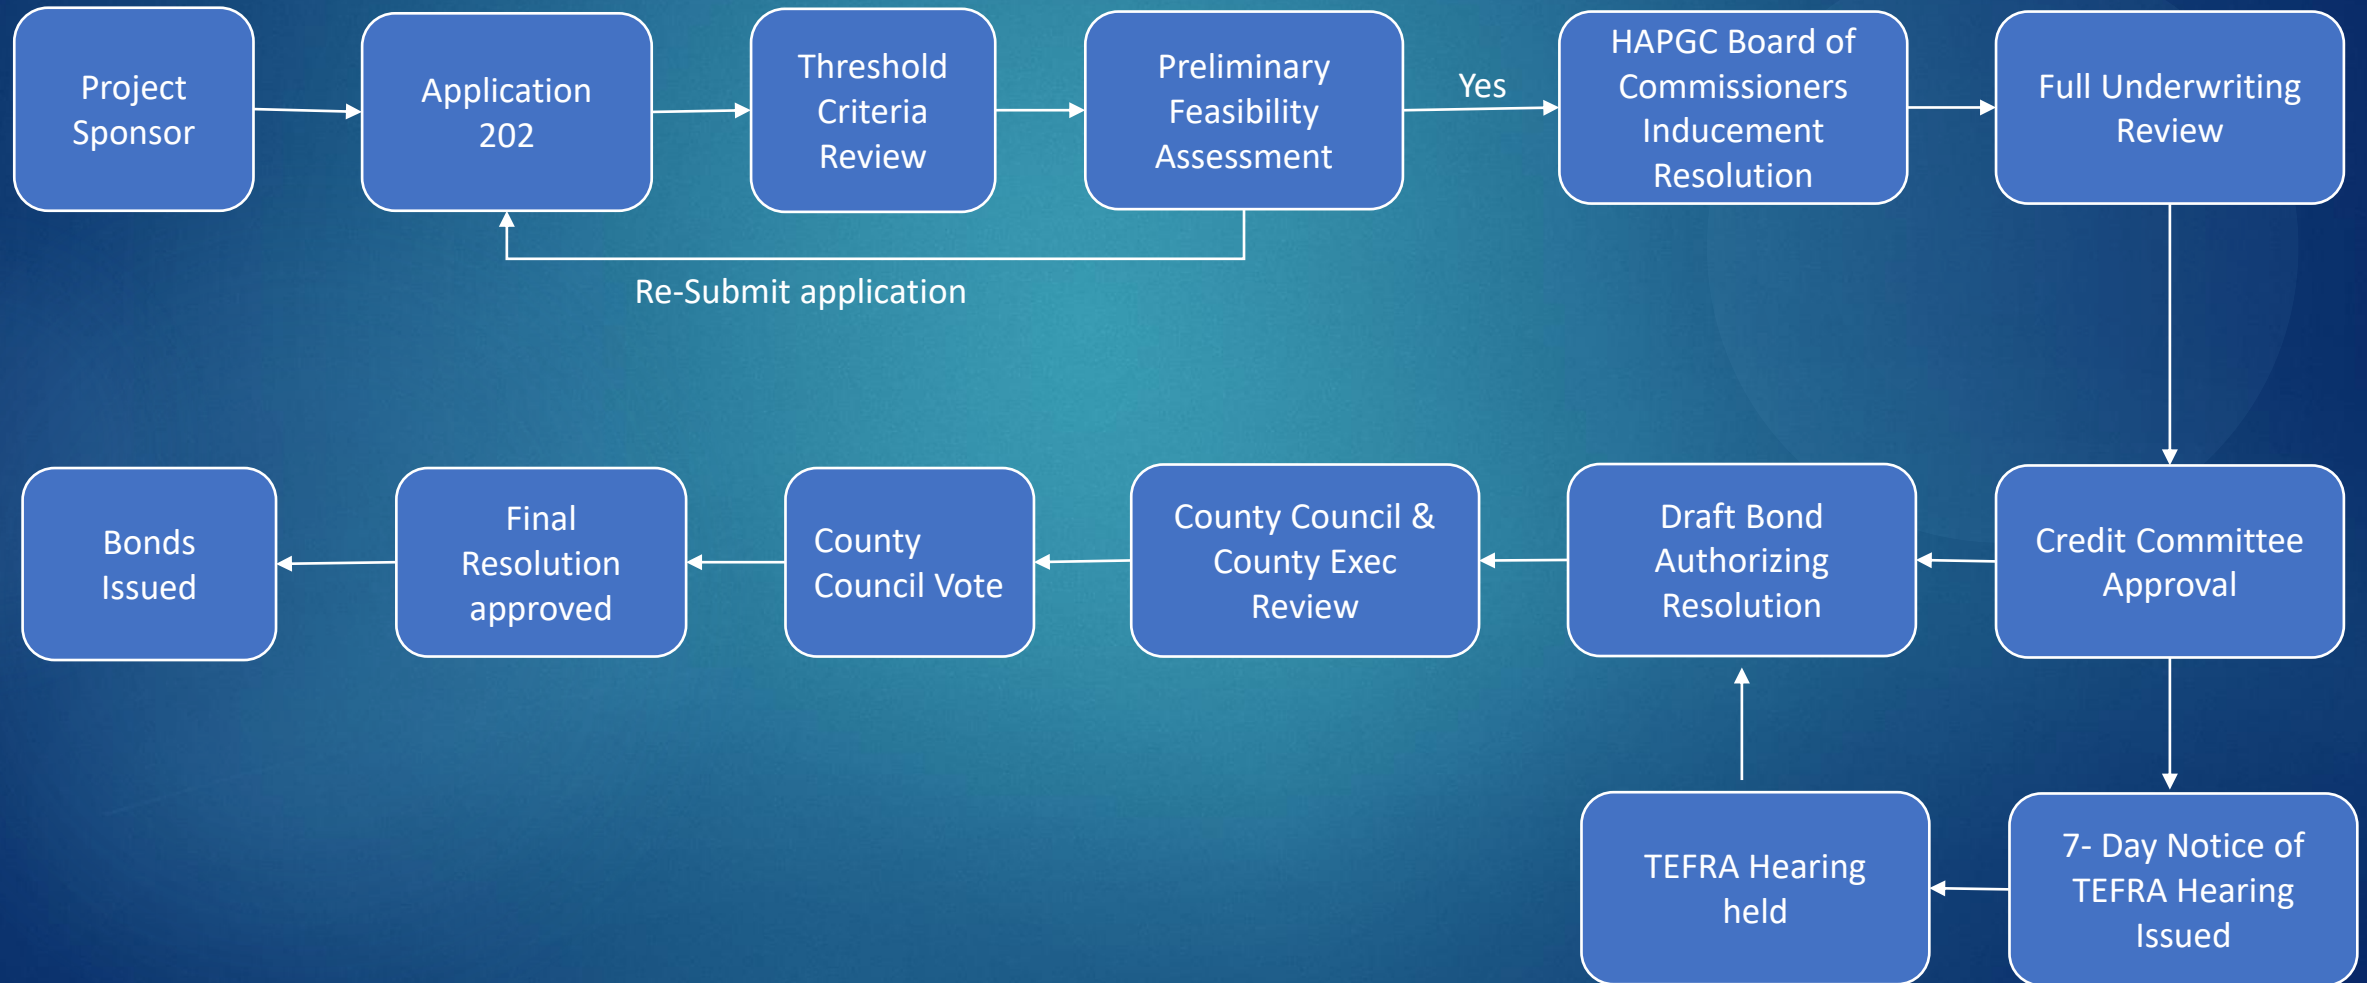 Project
Sponsor
Application
202
Threshold
Criteria
Review
Preliminary
Feasibility
Assessment
Yes
HAPGC Board of
Commissioners
Inducement
Resolution
Full Underwriting
Review
Re-Submit application
Bonds
Issued
Final
Resolution
approved
County
Council Vote
County Council &
County Exec
Review
Draft Bond
Authorizing
Resolution
Credit Committee
Approval
TEFRA Hearing
held
7- Day Notice of
TEFRA Hearing
Issued